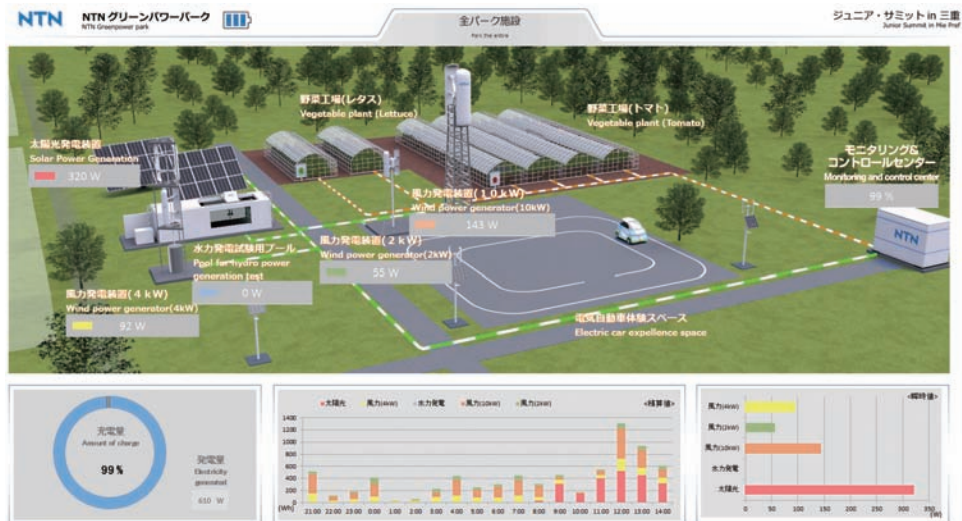 NTN
NTN グリーンパワーパーク
NTN Greenpower park
全パーク施設
Park the entire
ジュニア・サミット in 三重
Junior Summit in Mie Pref
野菜工場(レタス)
Vegetable plant (Lettuce)
野菜工場(トマト)
Vegetable plant (Tomato)
太陽光発電装置
Solar Power Generation
320 W
モニタリング&
コントロールセンター
Monitoring and control center
99 %
NTN
風力発電装置(10kW)
Wind power generator(10kW)
143 W
水力発電試験用プール
Pool for hydro power
generation test
0 W
風力発電装置(2kW)
Wind power generator(2kW)
55 W
風力発電装置(4kW)
Wind power generator(4kW)
92 W
電気自動車体験スペース
Electric car expellence space
充電量
Amount of charge
99 %
発電量
Electricity
generated
610 W
太陽光 風力(4kW) 水力発電 風力(10kW) 風力(2kW) <積算値>
1400
1200
1000
800
600
400
200
0
[Wh]
21:00 22:00 23:00 0:00 1:00 2:00 3:00 4:00 5:00 6:00 7:00 8:00 9:00 10:00 11:00 12:00 13:00 14:00
<瞬時値>
風力(4kW)
風力(2kW)
風力(10kW)
水力発電
太陽光
0 50 100 150 200 250 300 350
(W)